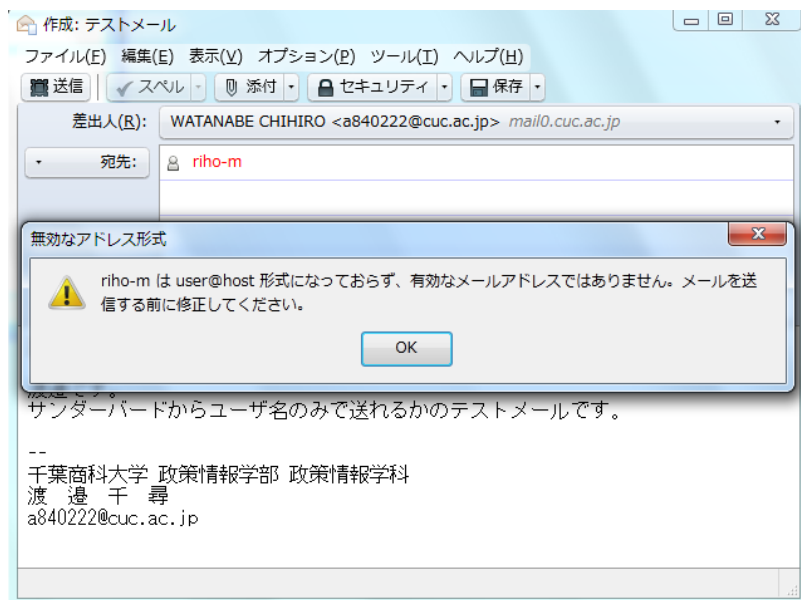 作成: テストメール
ファイル(F) 編集(E) 表示(V) オプション(P) ツール(T) ヘルプ(H)
送信 スペル 添付 セキュリティ 保存
差出人(R): WATANABE CHIHIRO <a840222@cuc.ac.jp> mail0.cuc.ac.jp
宛先: riho-m
無効なアドレス形式
riho-m は user@host 形式になっておらず、有効なメールアドレスではありません。メールを送
信する前に修正してください。
OK
渡邉です。
サンダーバードからユーザ名のみで送れるかのテストメールです。
--
千葉商科大学 政策情報学部 政策情報学科
渡 邉 千 尋
a840222@cuc.ac.jp